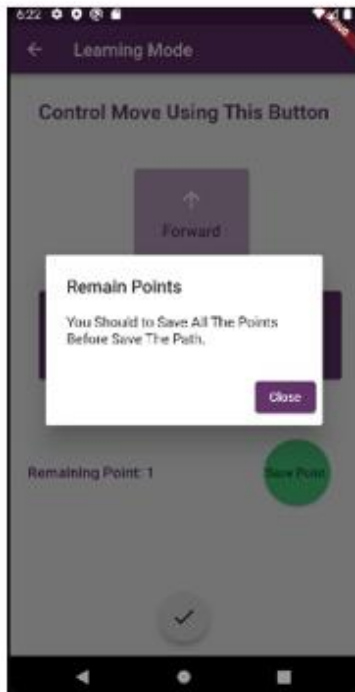 6:22
Learning Mode
Control Move Using This Button
Forward
Remain Points
You Should to Save All The Points
Before Save The Path.
Close
Remaining Point: 1
Save Point